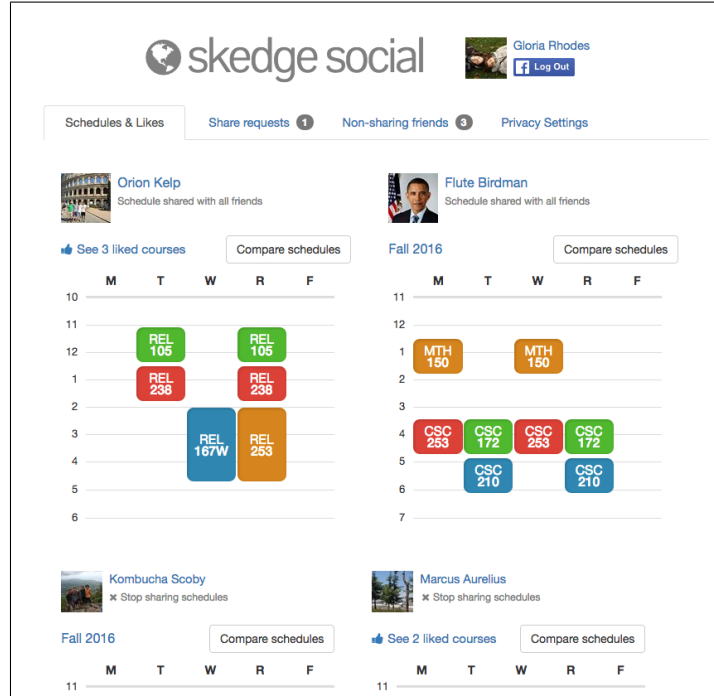 skedge social
Gloria Rhodes
Log Out
Schedules & Likes Share requests 1 Non-sharing friends 3 Privacy Settings
Orion Kelp
Schedule shared with all friends
See 3 liked courses Compare schedules
M T W R F
10
11
REL 105 REL 105
12
REL 238 REL 238
1
2
REL 167W REL 253
3
4
5
6
Flute Birdman
Schedule shared with all friends
Fall 2016 Compare schedules
M T W R F
11
12
MTH 150 MTH 150
1
2
3
CSC 253 CSC 172 CSC 253 CSC 172
4
5
CSC 210 CSC 210
6
7
Kombucha Scoby
Stop sharing schedules
Fall 2016 Compare schedules
M T W R F
11
Marcus Aurelius
Stop sharing schedules
See 2 liked courses Compare schedules
M T W R F
11